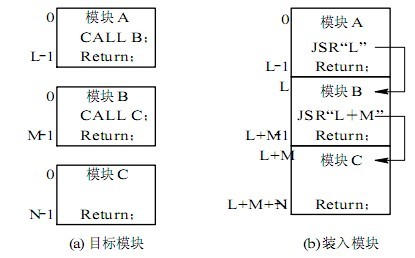 0
模块 A
CALL B;
L-1
Return;
0
模块 B
CALL C;
M-1
Return;
0
模块 C
N-1
Return;
(a) 目标模块
0
模块 A
JSR“L”
L-1
Return;
L
模块 B
JSR“L+M”
L+M-1
Return;
L+M
模块 C
L+M+N
Return;
(b) 装入模块